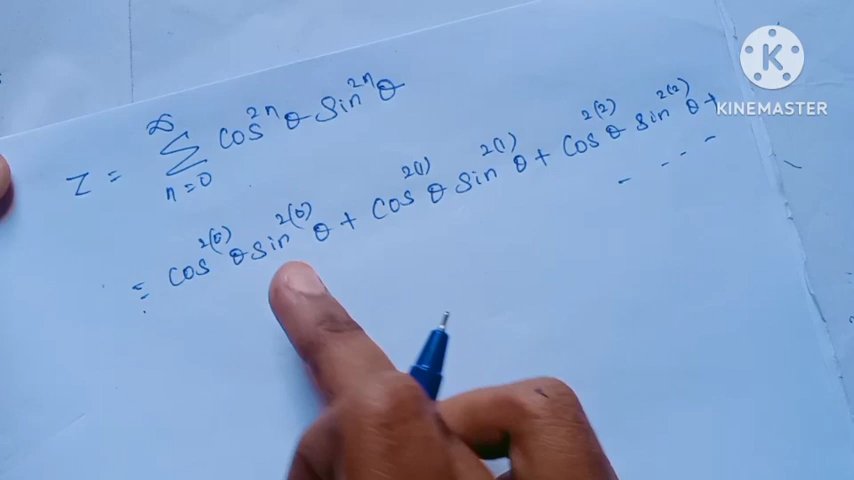 z = ∞ Σ n=0 cos^2n θ sin^2n θ
= cos^2(0) θ sin^2(0) θ + cos^2(1) θ sin^2(1) θ + cos^2(2) θ sin^2(2) θ + - - - -
K
KINEMASTER